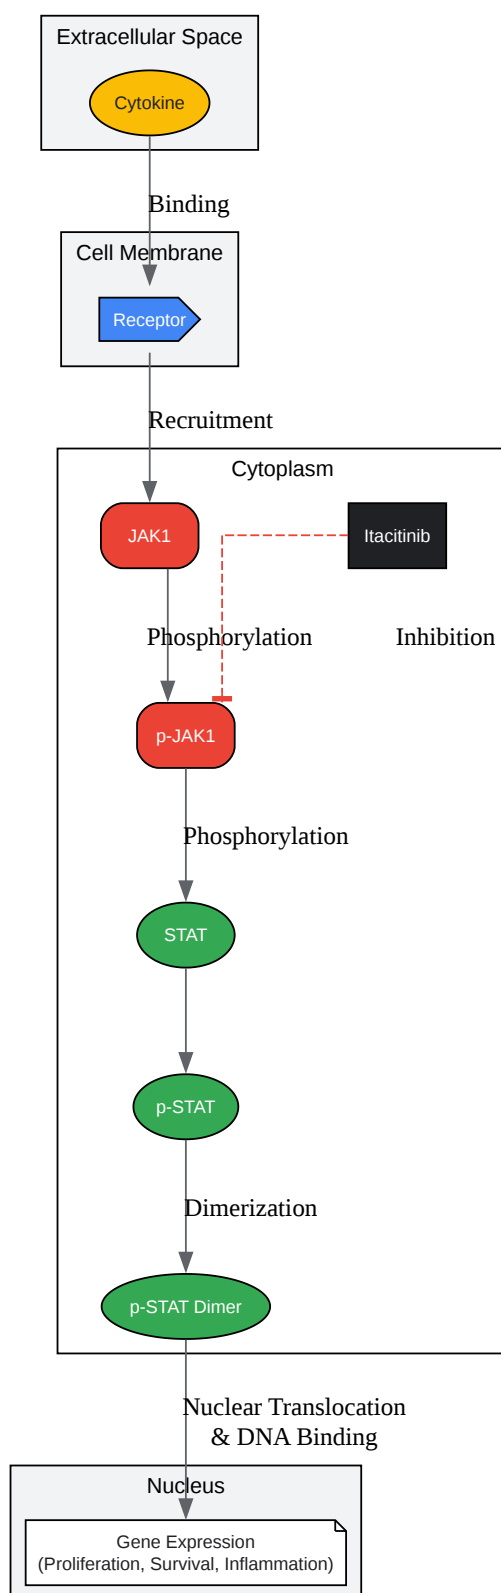 Extracellular Space
Cytokine
Binding
Cell Membrane
Receptor
Recruitment
Cytoplasm
JAK1
Itacitinib
Phosphorylation
Inhibition
p-JAK1
Phosphorylation
STAT
p-STAT
Dimerization
p-STAT Dimer
Nuclear Translocation
& DNA Binding
Nucleus
Gene Expression
(Proliferation, Survival, Inflammation)